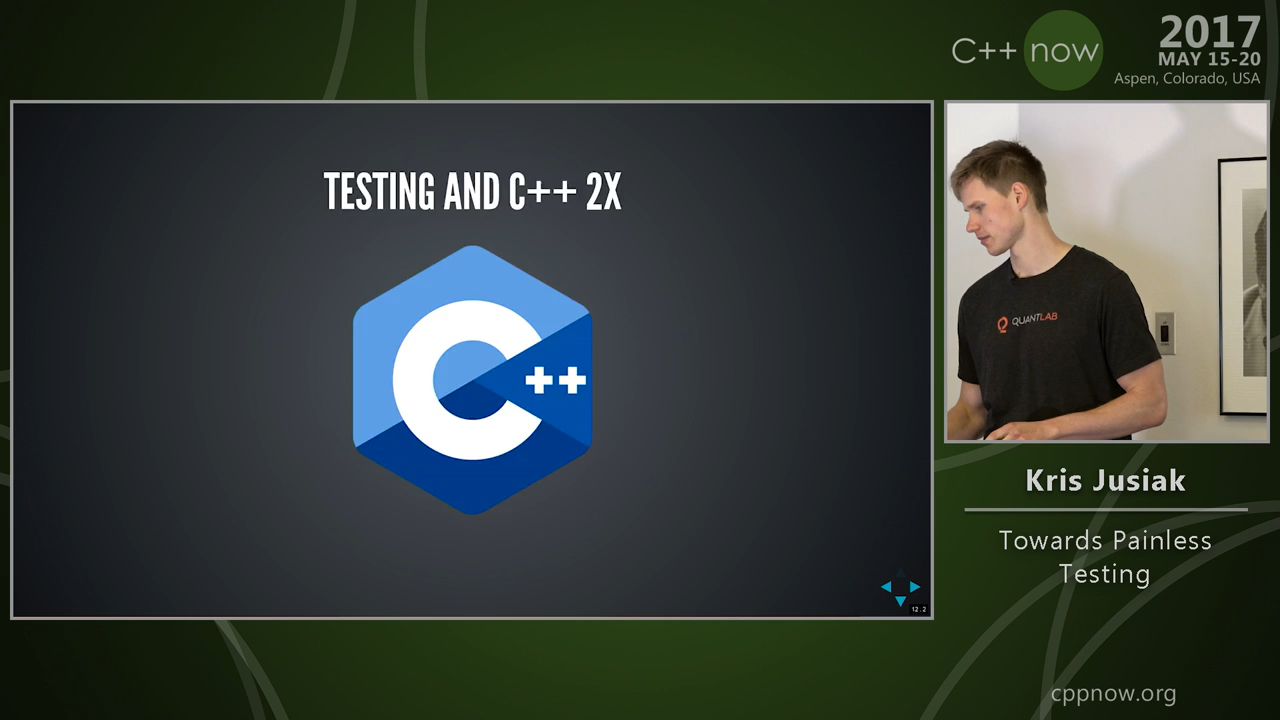 C++ now
2017
MAY 15-20
Aspen, Colorado, USA
TESTING AND C++ 2X
C++
QUANTLAB
12.2
Kris Jusiak
Towards Painless
Testing
cppnow.org